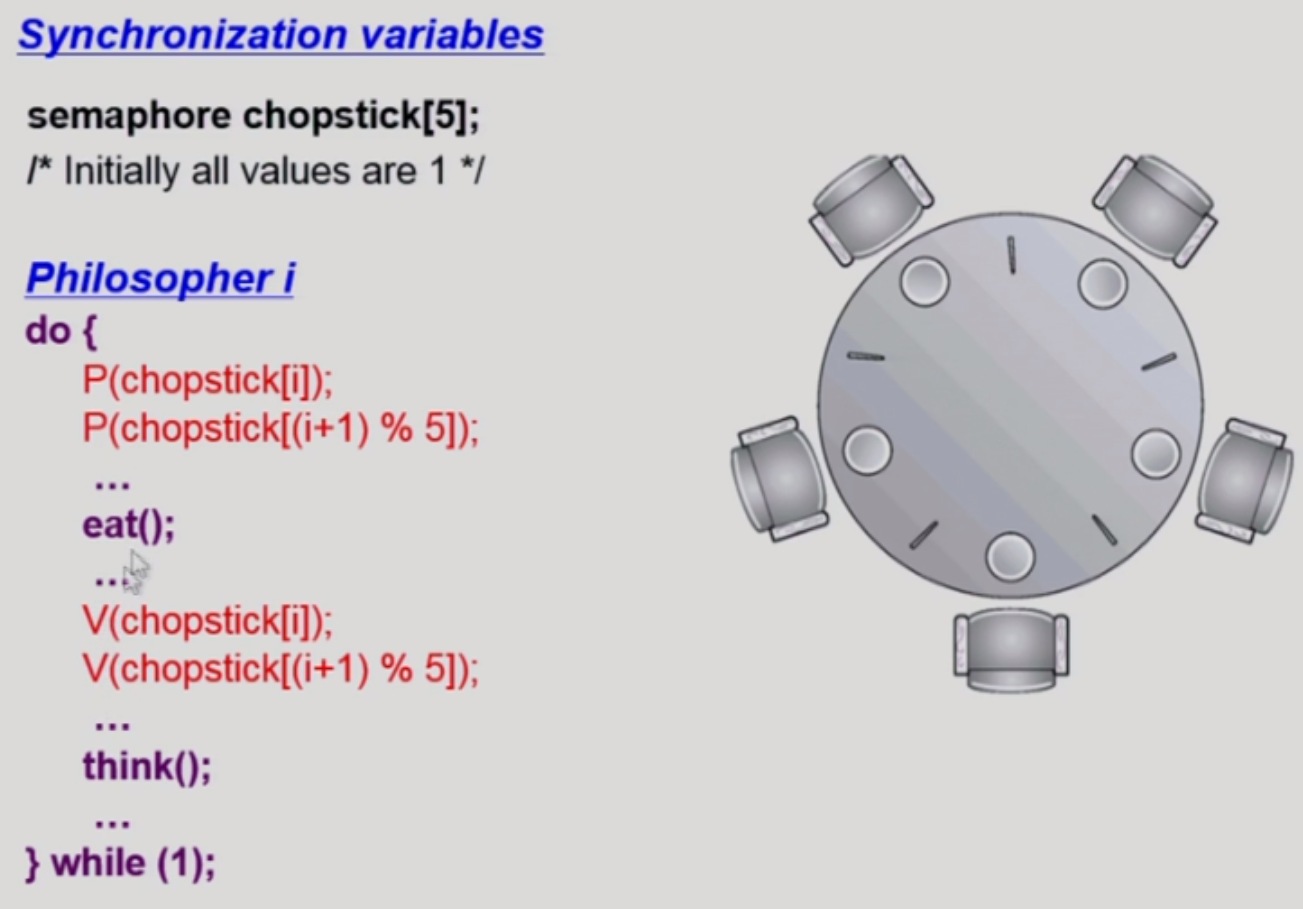 Synchronization variables
semaphore chopstick[5];
/* Initially all values are 1 */
Philosopher i
do {
P(chopstick[i]);
P(chopstick[(i+1) % 5]);
...
eat();
...
V(chopstick[i]);
V(chopstick[(i+1) % 5]);
...
think();
...
} while (1);